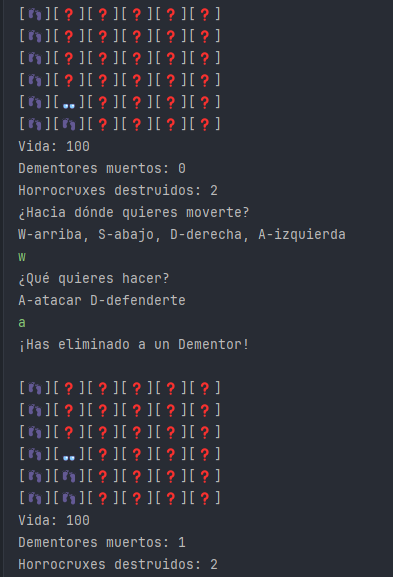 [👣][❓][❓][❓][❓][❓]
[👣][❓][❓][❓][❓][❓]
[👣][❓][❓][❓][❓][❓]
[👣][❓][❓][❓][❓][❓]
[👣][👓][❓][❓][❓][❓]
[👣][👣][❓][❓][❓][❓]
Vida: 100
Dementores muertos: 0
Horrocruxes destruidos: 2
¿Hacia dónde quieres moverte?
W-arriba, S-abajo, D-derecha, A-izquierda
w
¿Qué quieres hacer?
A-atacar D-defenderte
a
¡Has eliminado a un Dementor!
[👣][❓][❓][❓][❓][❓]
[👣][❓][❓][❓][❓][❓]
[👣][❓][❓][❓][❓][❓]
[👣][👓][❓][❓][❓][❓]
[👣][👣][❓][❓][❓][❓]
[👣][👣][❓][❓][❓][❓]
Vida: 100
Dementores muertos: 1
Horrocruxes destruidos: 2